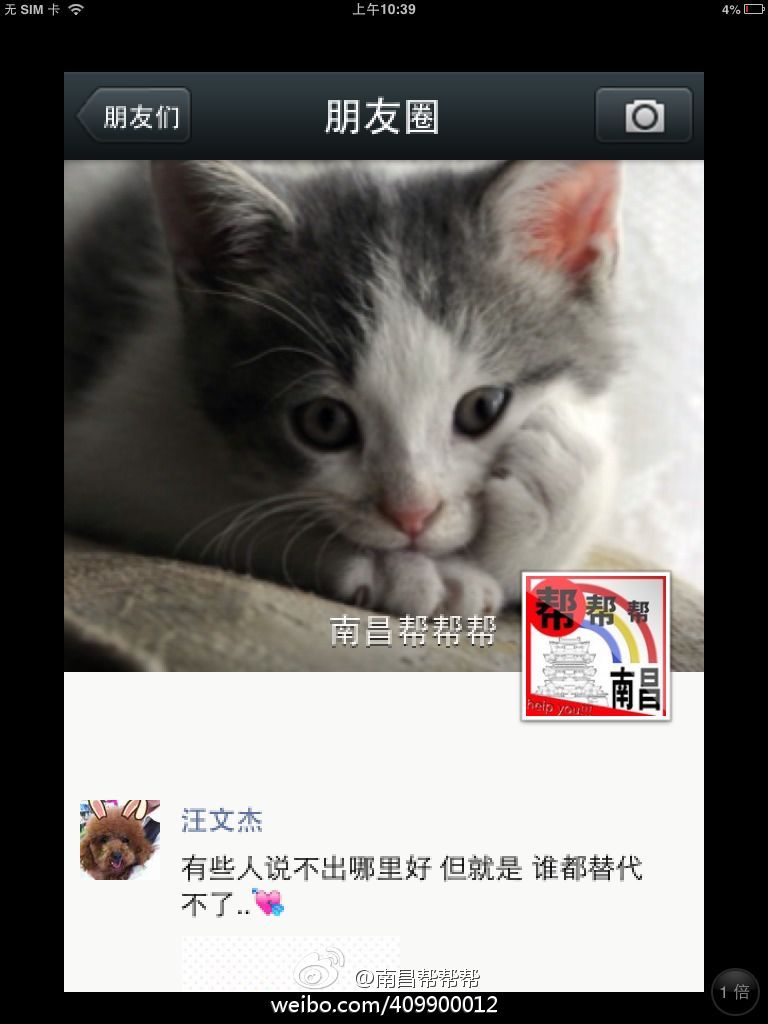 无 SIM 卡
上午10:39
4%
朋友们
朋友圈
南昌帮帮帮
帮帮帮
南昌
help you!!!
汪文杰
有些人说不出哪里好 但就是 谁都替代
不了..💘
@南昌帮帮帮
weibo.com/409900012
1 倍